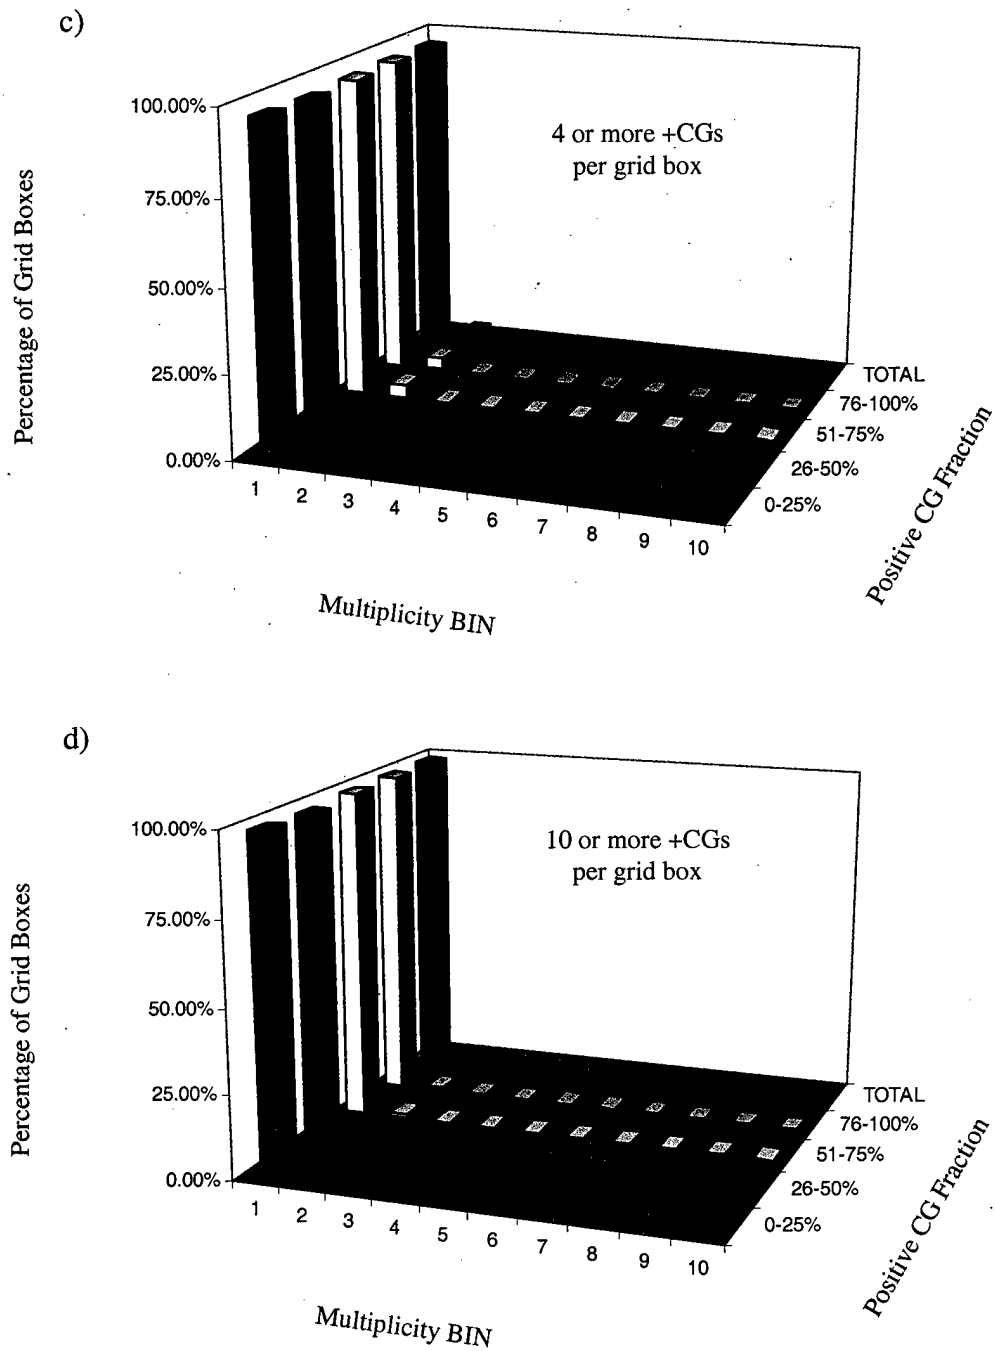 c)
4 or more +CGs
per grid box
Percentage of Grid Boxes
100.00%
75.00%
50.00%
25.00%
0.00%
1 2 3 4 5 6 7 8 9 10
Multiplicity BIN
TOTAL
76-100%
51-75%
26-50%
0-25%
Positive CG Fraction
d)
10 or more +CGs
per grid box
Percentage of Grid Boxes
100.00%
75.00%
50.00%
25.00%
0.00%
1 2 3 4 5 6 7 8 9 10
Multiplicity BIN
TOTAL
76-100%
51-75%
26-50%
0-25%
Positive CG Fraction